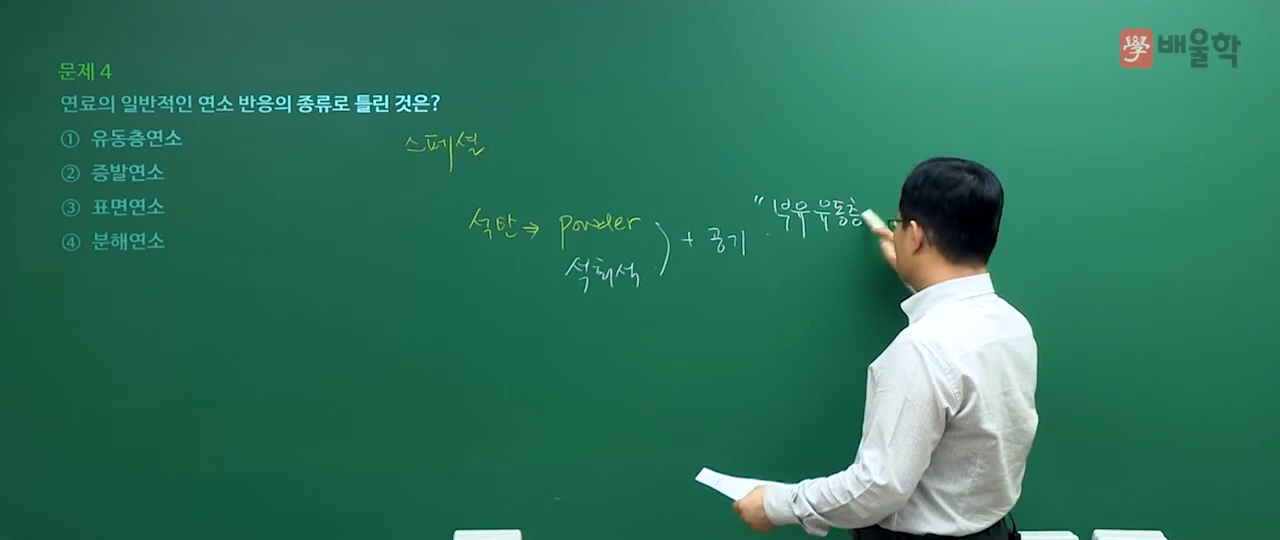 學 배울학
문제 4
연료의 일반적인 연소 반응의 종류로 틀린 것은?
① 유동층연소
② 증발연소
③ 표면연소
④ 분해연소
스페셜
석탄 ⇒ powder ) + 공기 . " 부유 유동층
석회석